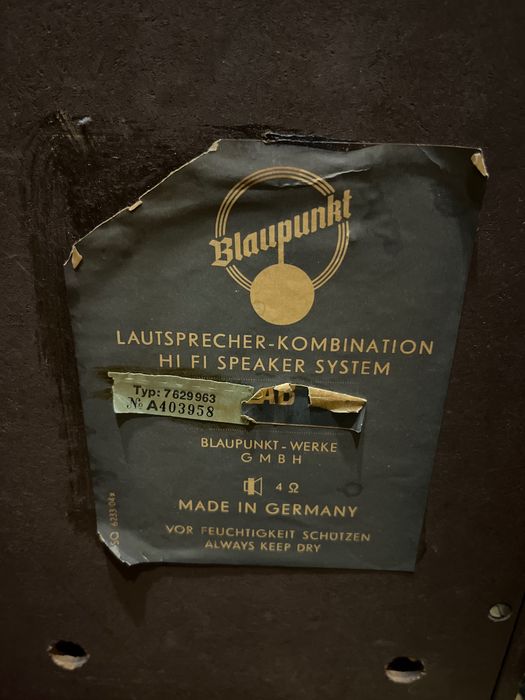 Blaupunkt
LAUTSPRECHER-KOMBINATION
HI FI SPEAKER SYSTEM
Typ: 7629963
№ A403958
BLAUPUNKT-WERKE
GMBH
4 Ω
MADE IN GERMANY
VOR FEUCHTIGKEIT SCHÜTZEN
ALWAYS KEEP DRY